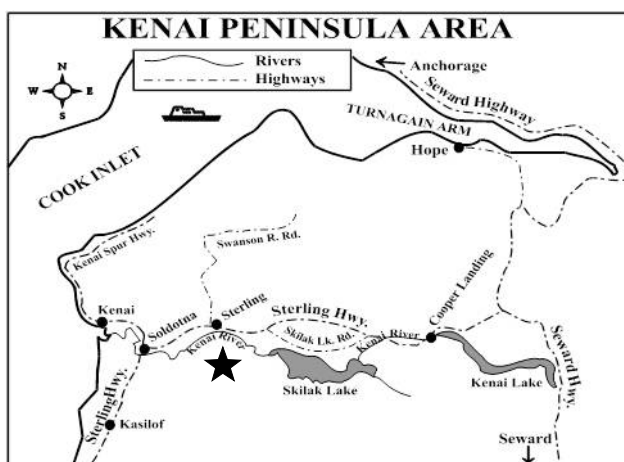 KENAI PENINSULA AREA
Rivers
Highways
Anchorage
N
W E
S
Seward Highway
TURNAGAIN ARM
Hope
COOK INLET
Kenai Spur Hwy.
Swanson R. Rd.
Kenai
Soldotna
Sterling
Sterling Hwy.
Skilak Lk. Rd.
Kenai River
Kenai River
Cooper Landing
Skilak Lake
Kenai Lake
Seward Hwy.
Sterling Hwy.
Kasilof
Seward